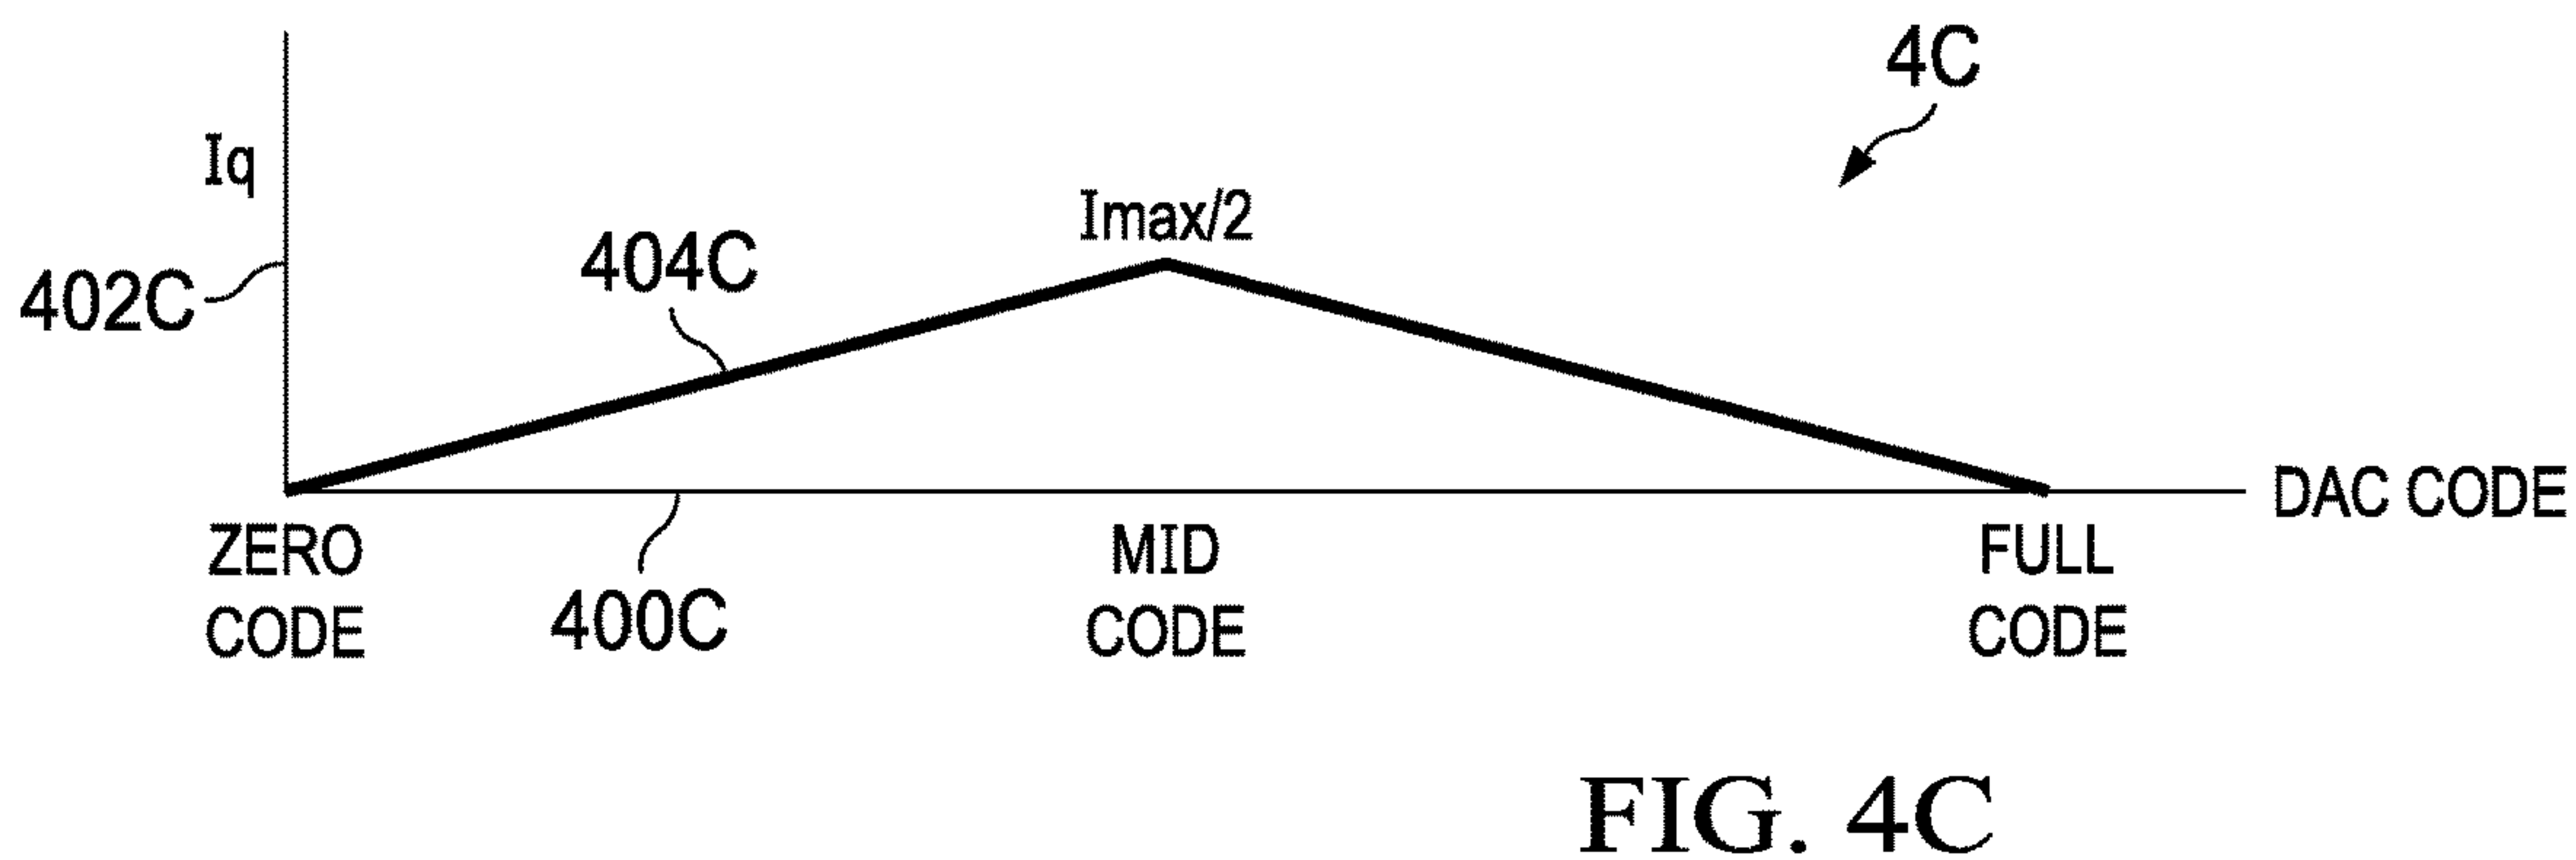 4C
Iq
Imax/2
404C
402C
DAC CODE
ZERO
CODE
400C
MID
CODE
FULL
CODE
FIG. 4C